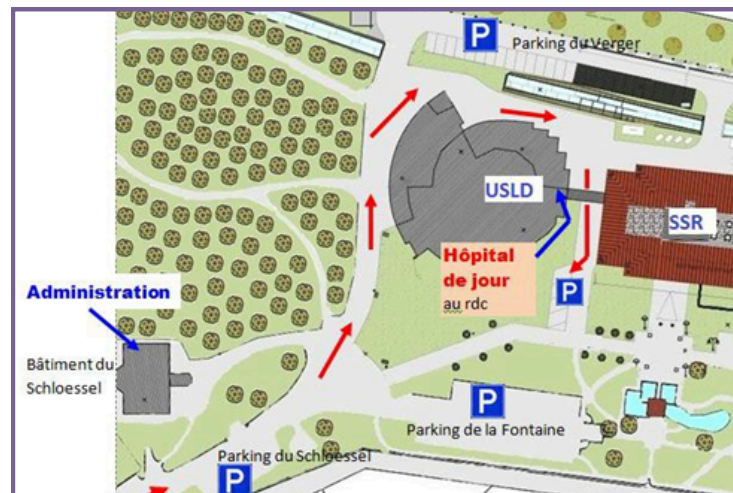 P
Parking du Verger
USLD
SSR
Hôpital
de jour
au rdc
P
Administration
Bâtiment du
Schloessel
P
Parking de la Fontaine
Parking du Schloessel
P